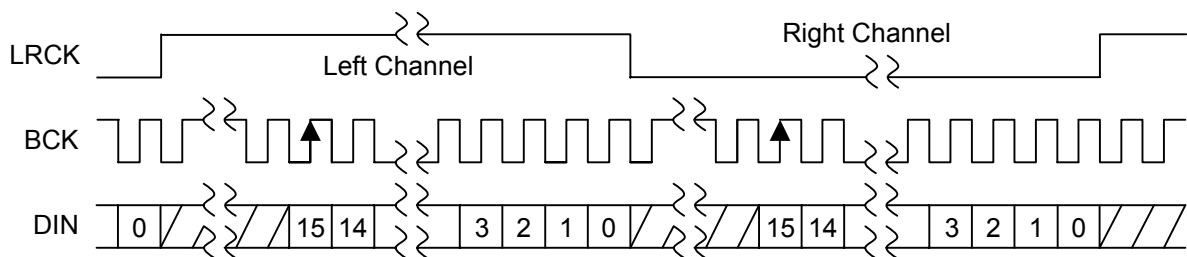 Right Channel
LRCK
Left Channel
BCK
DIN 0 15 14 3 2 1 0 15 14 3 2 1 0